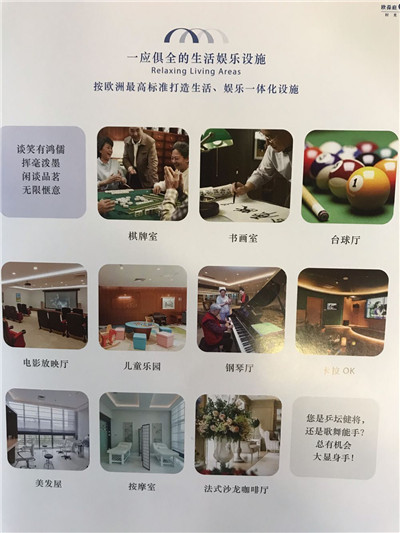 一应俱全的生活娱乐设施
Relaxing Living Areas
按欧洲最高标准打造生活、娱乐一体化设施
谈笑有鸿儒
挥毫泼墨
闲谈品茗
无限惬意
棋牌室
书画室
台球厅
电影放映厅
儿童乐园
钢琴厅
卡拉OK
美发屋
按摩室
法式沙龙咖啡厅
您是乒坛健将，
还是歌舞能手？
总有机会
大显身手！